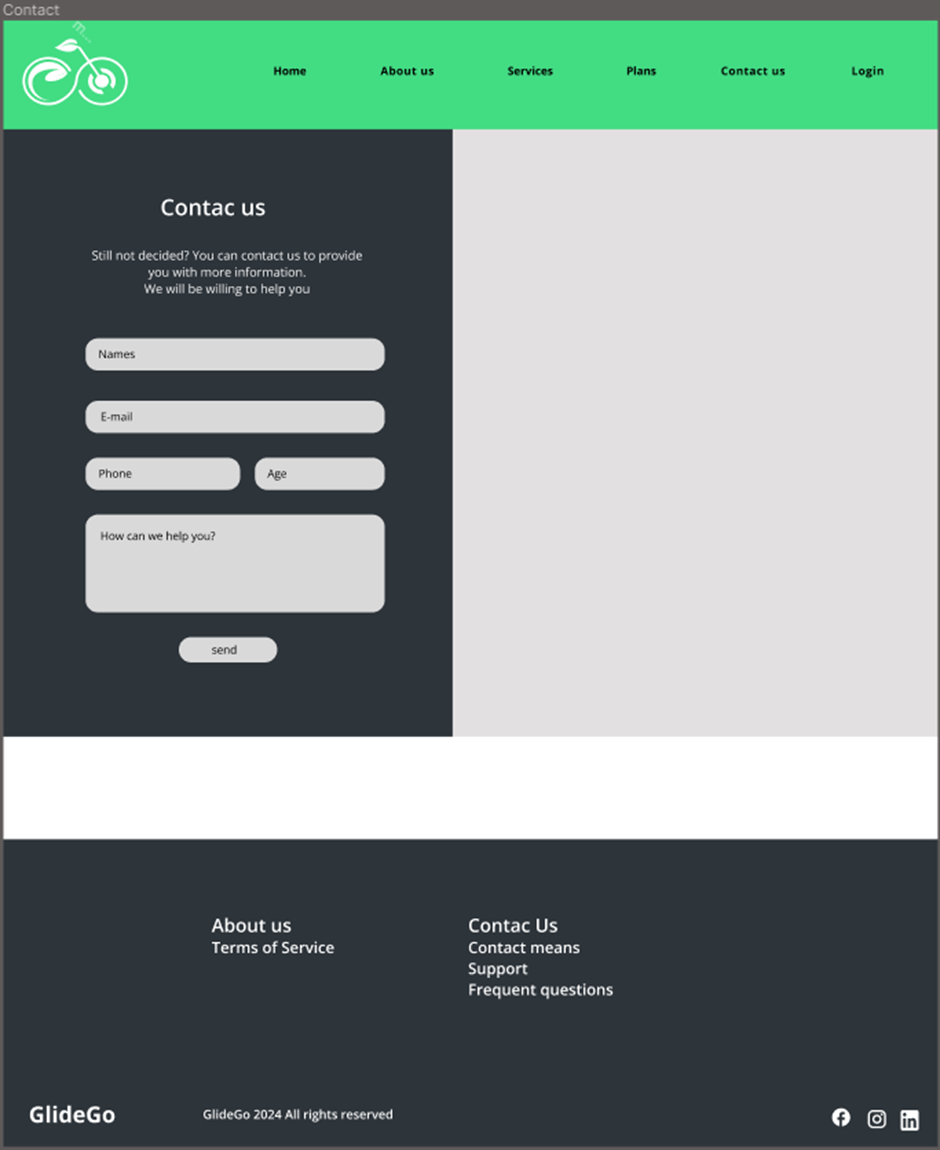 Contact
m...
Home About us Services Plans Contact us Login
Contac us
Still not decided? You can contact us to provide
you with more information.
We will be willing to help you
Names
E-mail
Phone Age
How can we help you?
send
About us
Terms of Service
Contac Us
Contact means
Support
Frequent questions
GlideGo
GlideGo 2024 All rights reserved